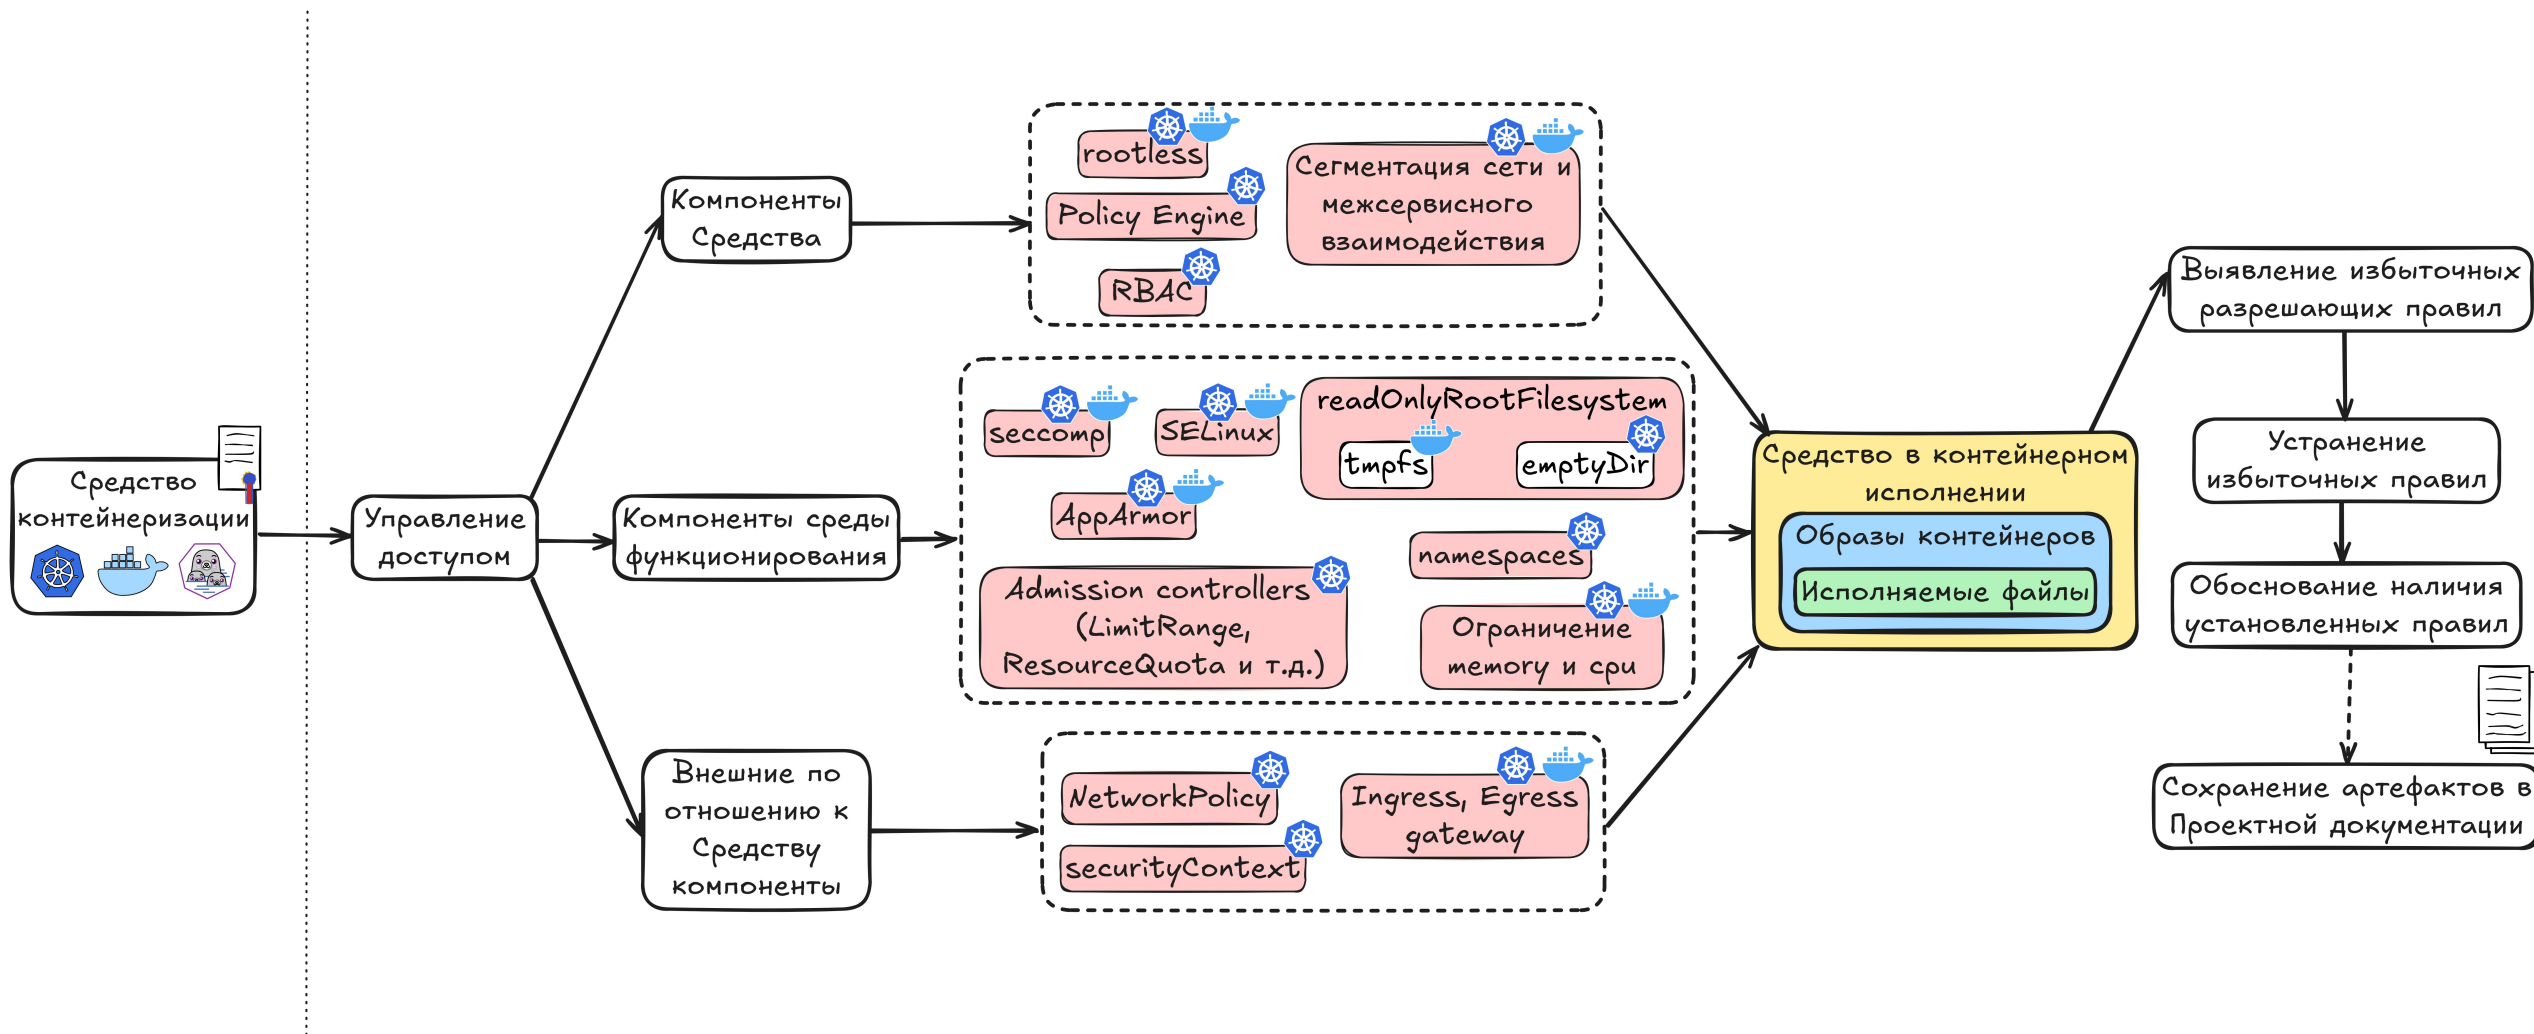 Средство
контейнеризации
Управление
доступом
Компоненты
Средства
Компоненты среды
функционирования
Внешние по
отношению к
Средству
компоненты
rootless
Policy Engine
RBAC
Сегментация сети и
межсервисного
взаимодействия
seccomp
SELinux
AppArmor
readOnlyRootFilesystem
tmpfs
emptyDir
namespaces
Admission controllers
(LimitRange,
ResourceQuota и т.д.)
Ограничение
memory и cpu
NetworkPolicy
securityContext
Ingress, Egress
gateway
Средство в контейнерном
исполнении
Образы контейнеров
Исполняемые файлы
Выявление избыточных
разрешающих правил
Устранение
избыточных правил
Обоснование наличия
установленных правил
Сохранение артефактов в
Проектной документации